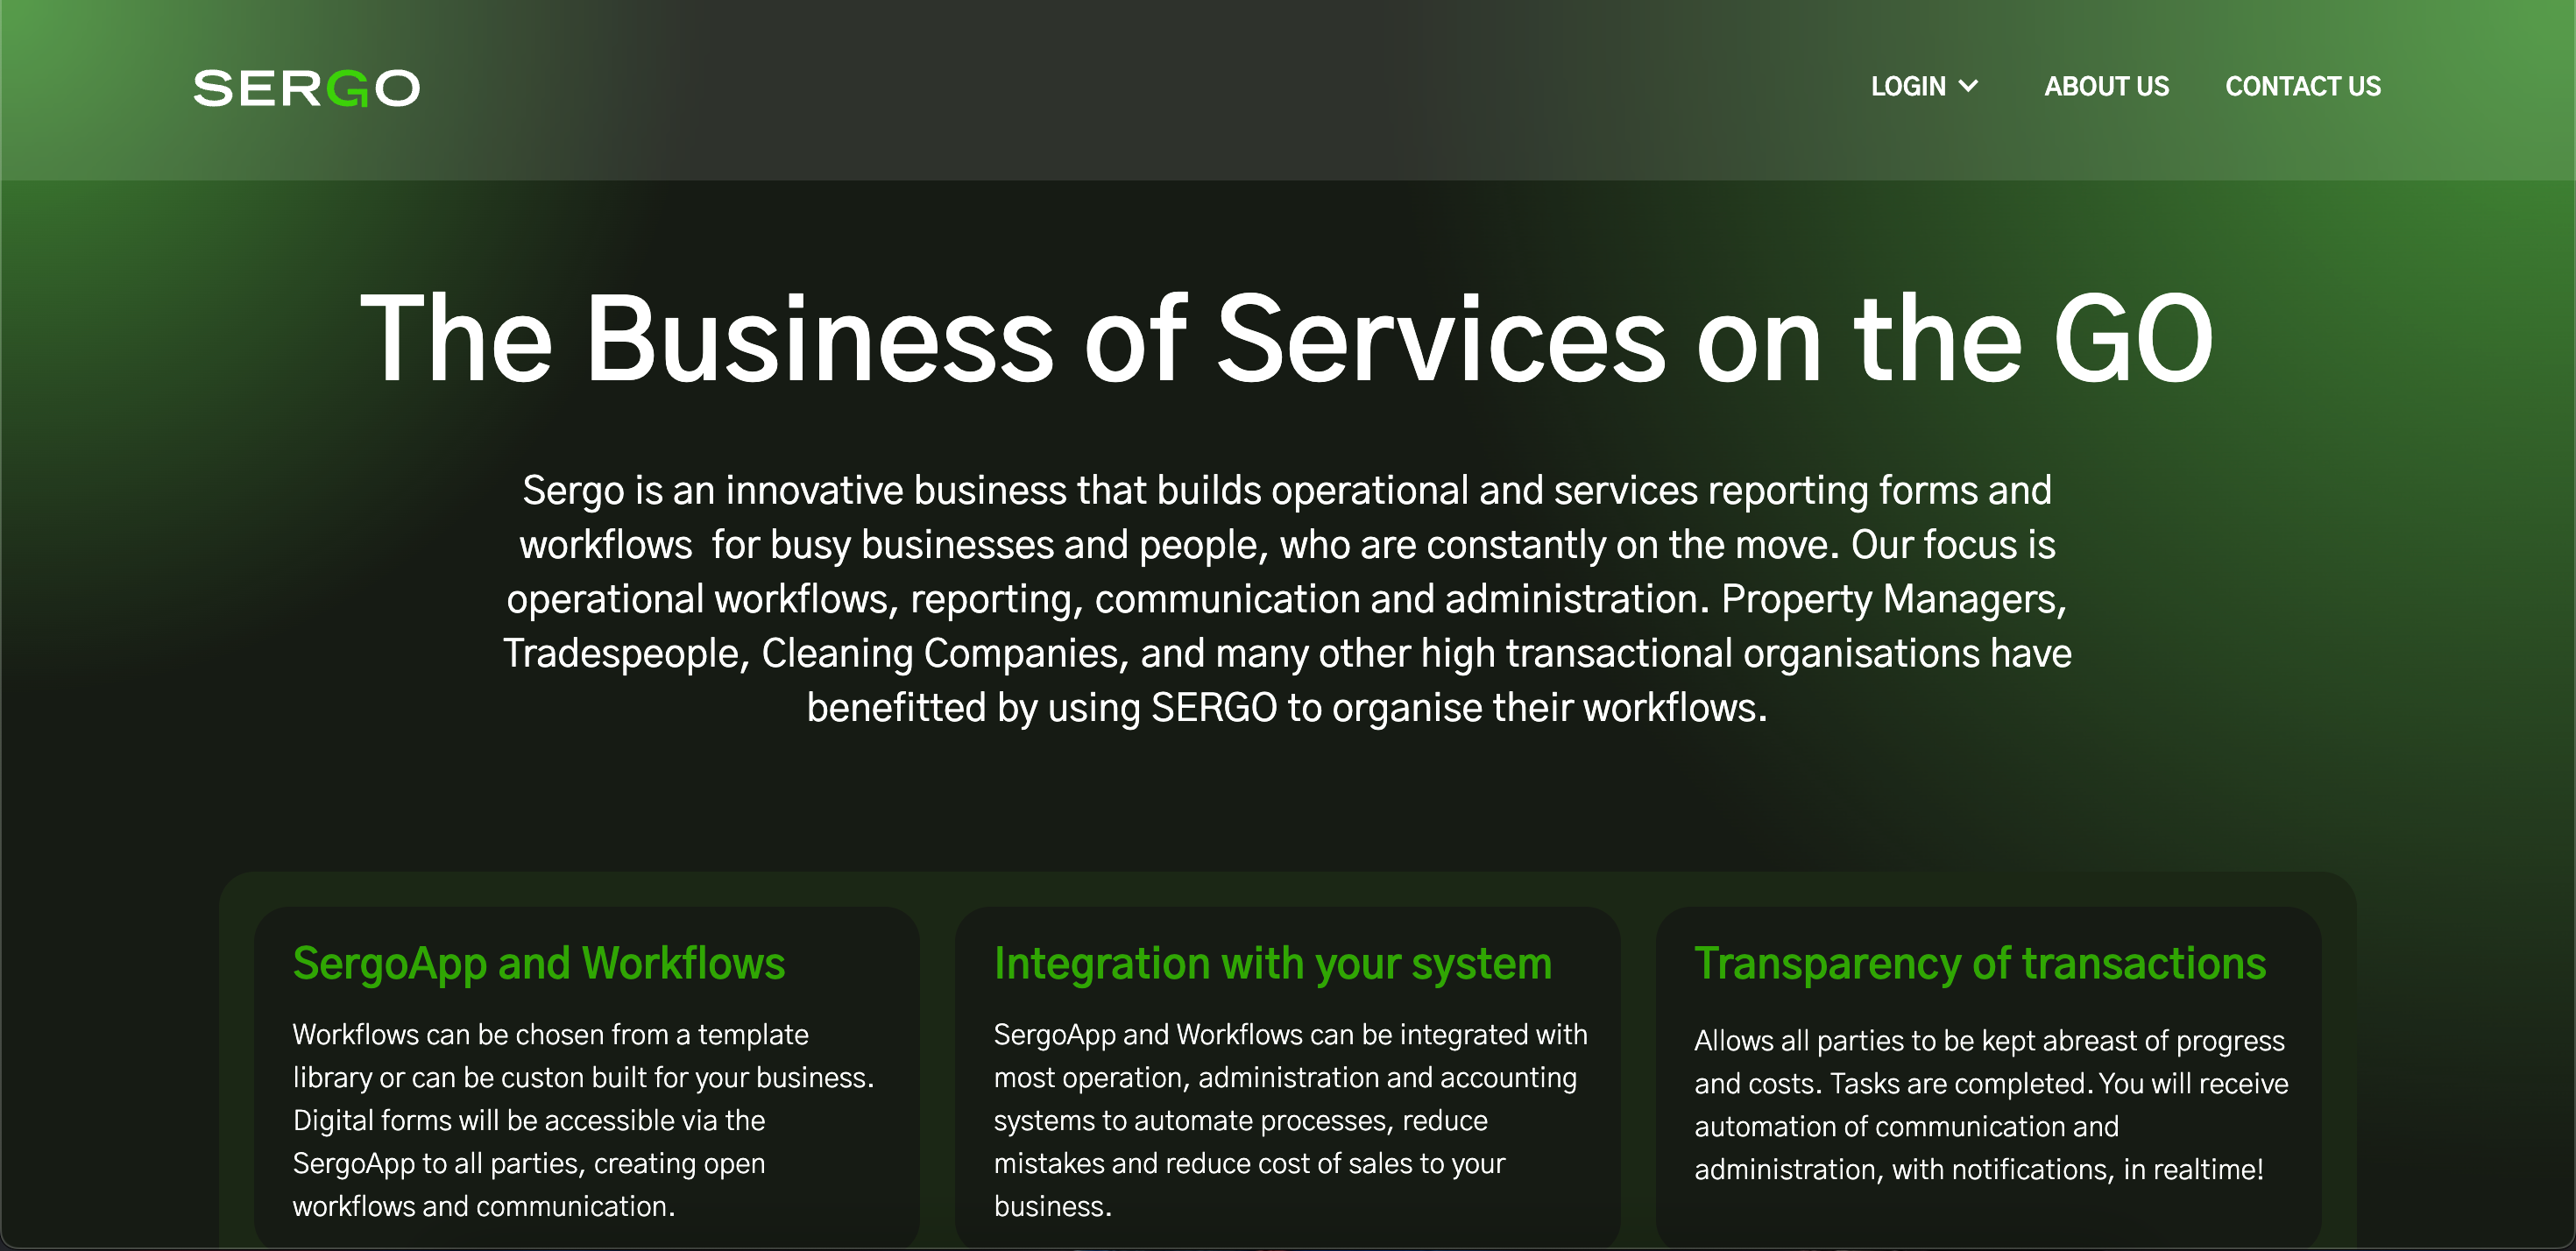 SERGO
LOGIN
ABOUT US
CONTACT US
The Business of Services on the GO
Sergo is an innovative business that builds operational and services reporting forms and
workflows  for busy businesses and people, who are constantly on the move. Our focus is
operational workflows, reporting, communication and administration. Property Managers,
Tradespeople, Cleaning Companies, and many other high transactional organisations have
benefitted by using SERGO to organise their workflows.
SergoApp and Workflows
Workflows can be chosen from a template
library or can be custon built for your business.
Digital forms will be accessible via the
SergoApp to all parties, creating open
workflows and communication.
Integration with your system
SergoApp and Workflows can be integrated with
most operation, administration and accounting
systems to automate processes, reduce
mistakes and reduce cost of sales to your
business.
Transparency of transactions
Allows all parties to be kept abreast of progress
and costs. Tasks are completed. You will receive
automation of communication and
administration, with notifications, in realtime!